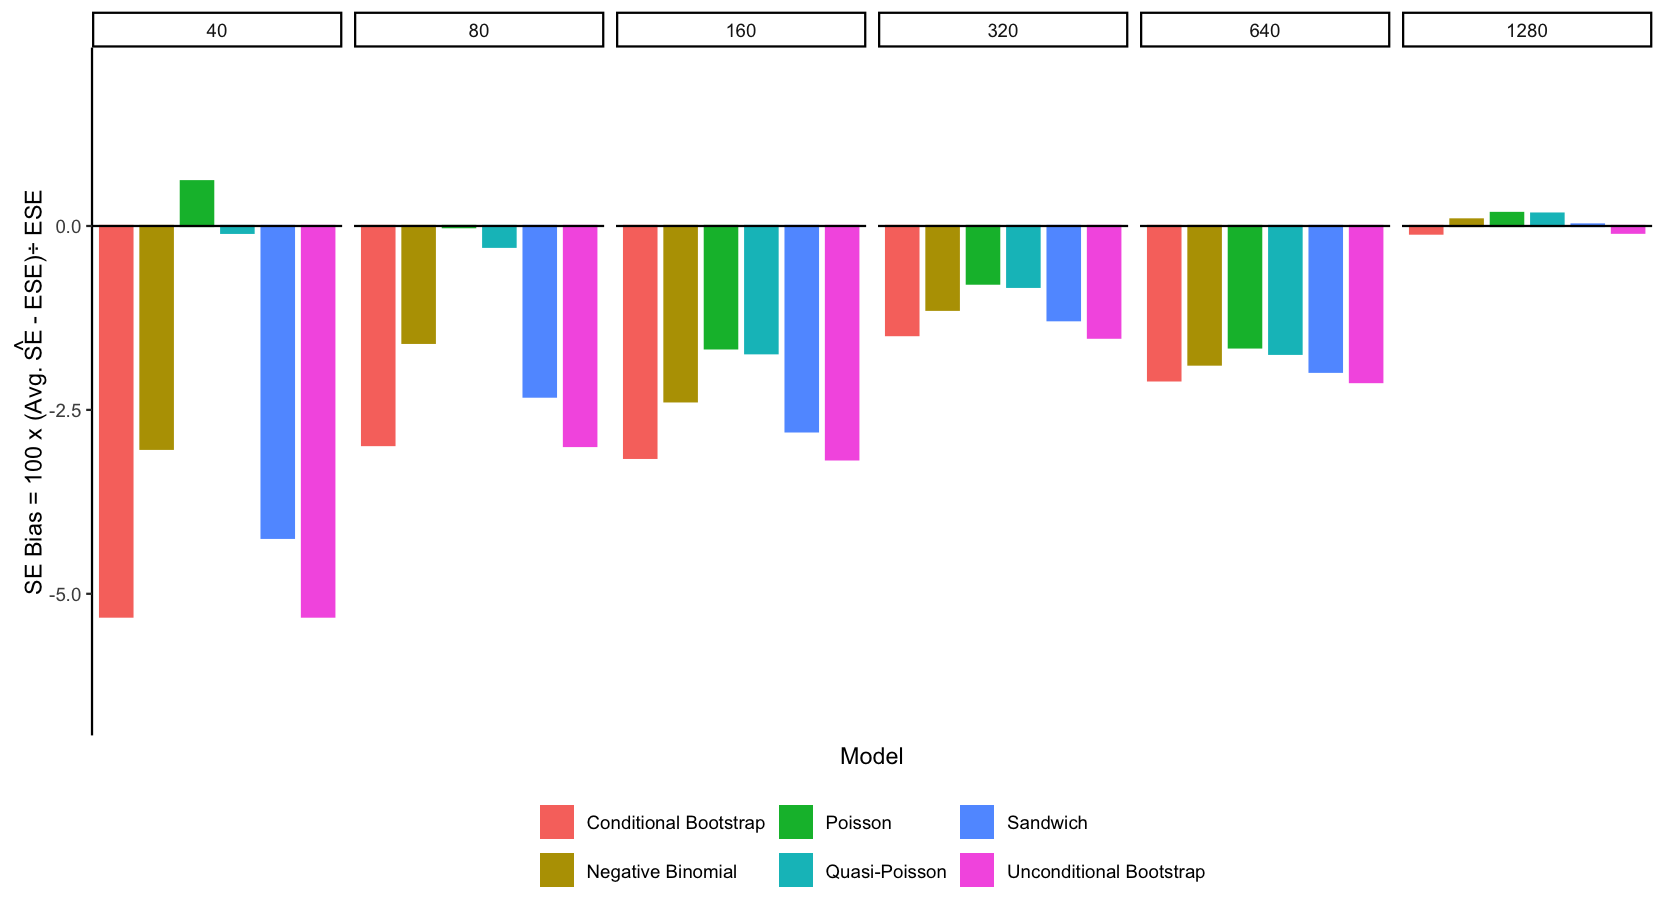 40 80 160 320 640 1280
SE Bias = 100 x (Avg. ŜE - ESE)÷ ESE
0.0
-2.5
-5.0
Model
Conditional Bootstrap Poisson Sandwich
Negative Binomial Quasi-Poisson Unconditional Bootstrap